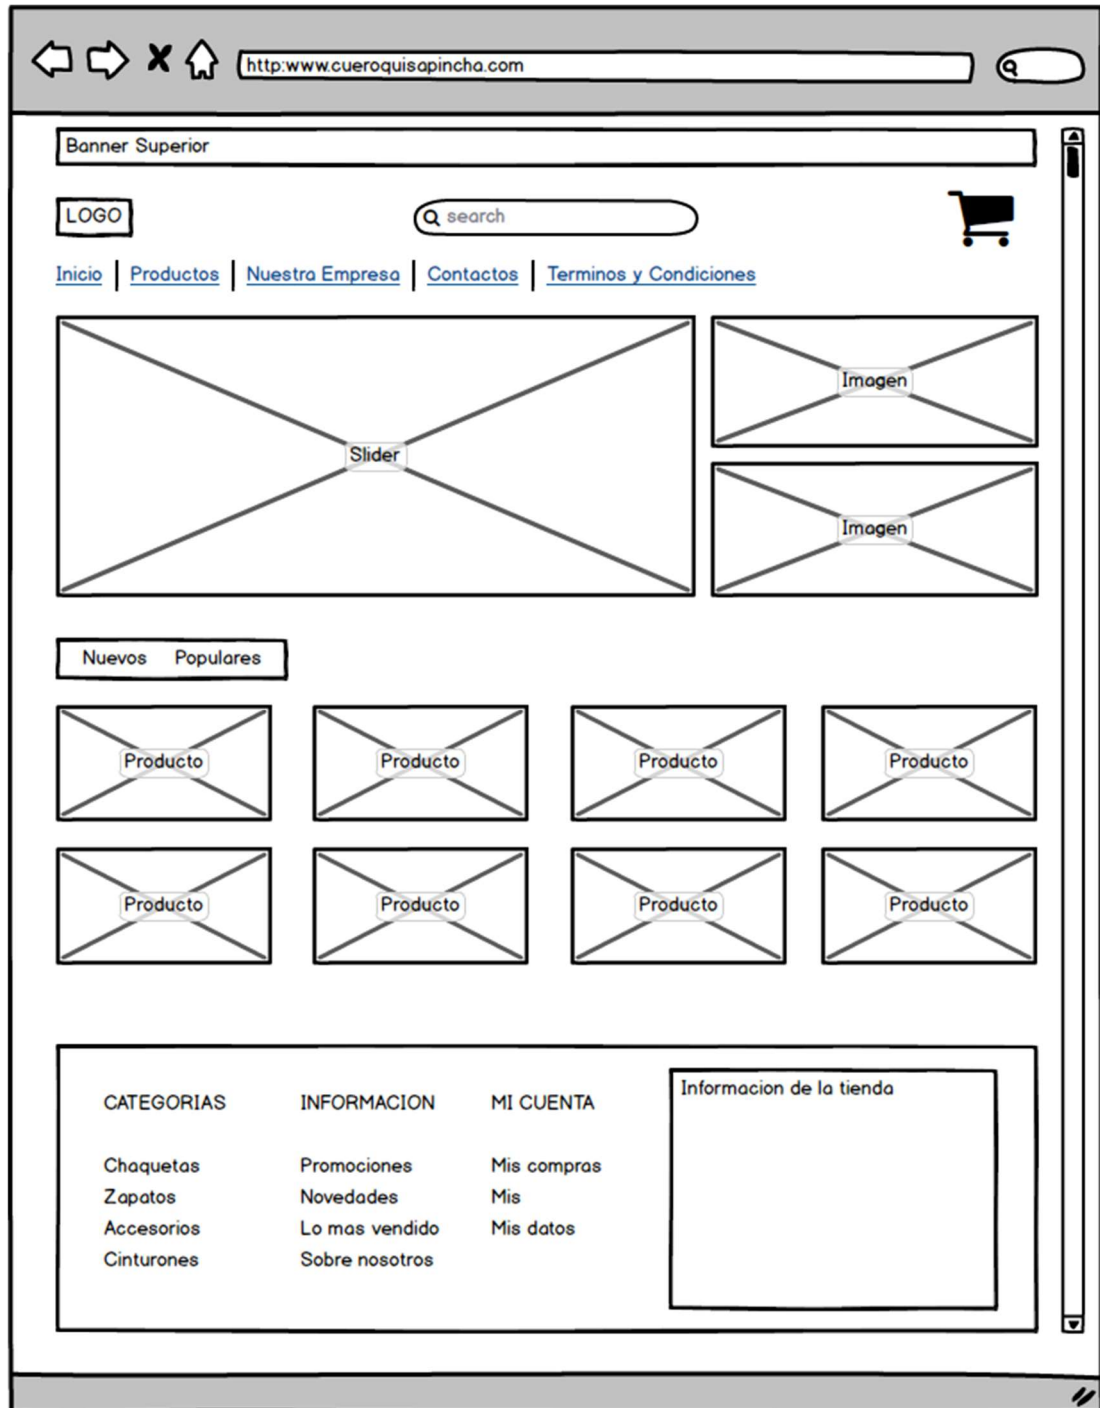 http:www.cueroquisapincha.com
Banner Superior
LOGO
search
Inicio Productos Nuestra Empresa Contactos Terminos y Condiciones
Slider
Imagen
Imagen
Nuevos Populares
Producto Producto Producto Producto
Producto Producto Producto Producto
CATEGORIAS
Chaquetas
Zapatos
Accesorios
Cinturones
INFORMACION
Promociones
Novedades
Lo mas vendido
Sobre nosotros
MI CUENTA
Mis compras
Mis
Mis datos
Informacion de la tienda